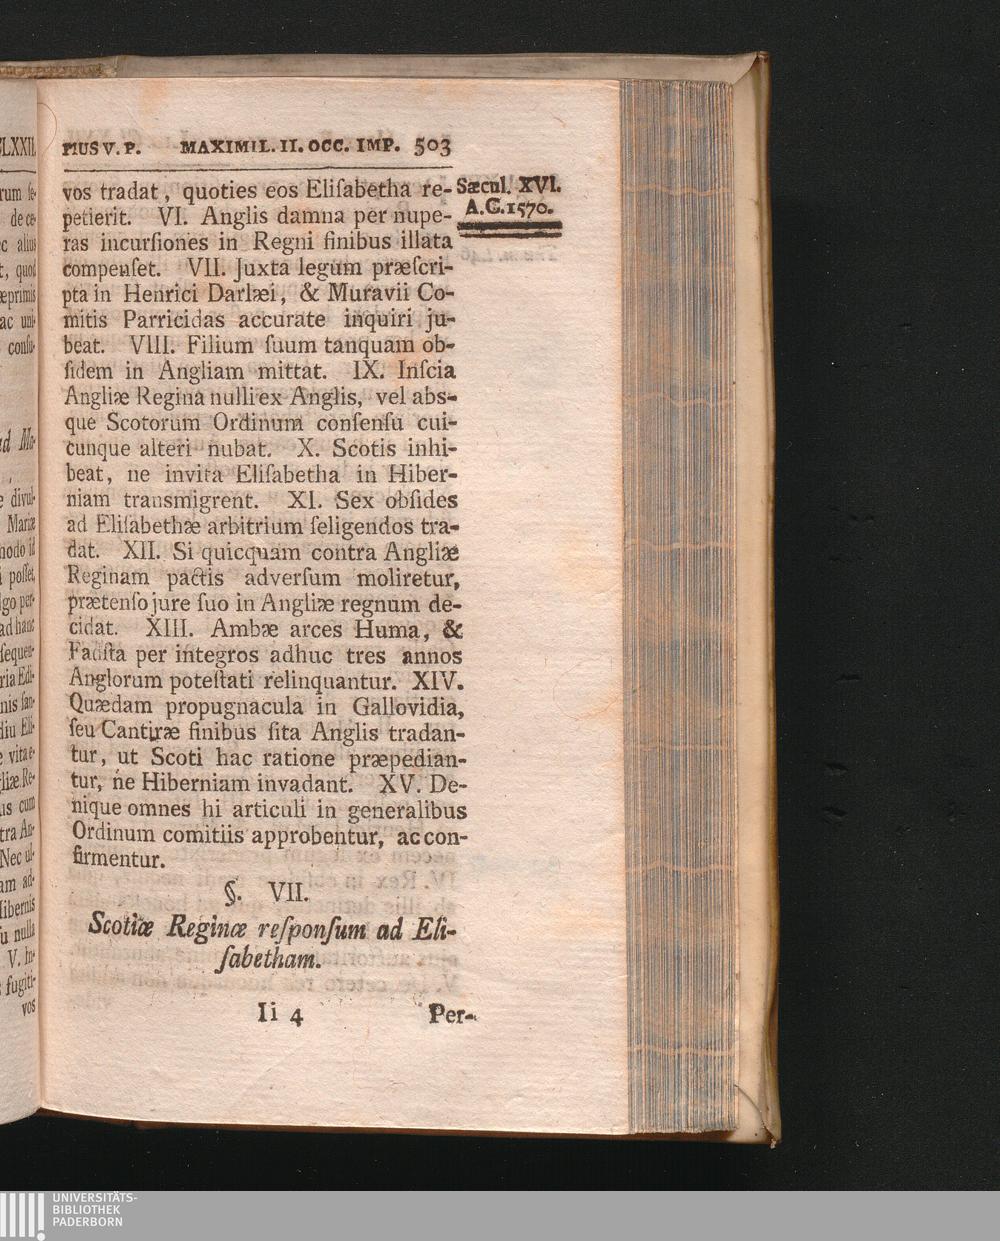 PIUS V. P. MAXIMIL. II. OCC. IMP. 503
Sæcul. XVI.
A.C.1570.
vos tradat, quoties eos Eliſabetha re-
petierit. VI. Anglis damna per nupe-
ras incurſiones in Regni finibus illata
compenſet. VII. Juxta legum præſcri-
pta in Henrici Darlæi, & Muravii Co-
mitis Parricidas accurate inquiri ju-
beat. VIII. Filium ſuum tanquam ob-
ſidem in Angliam mittat. IX. Inſcia
Angliæ Regina nulli ex Anglis, vel abs-
que Scotorum Ordinum conſenſu cui-
cunque alteri nubat. X. Scotis inhi-
beat, ne invita Eliſabetha in Hiber-
niam transmigrent. XI. Sex obſides
ad Eliſabethæ arbitrium ſeligendos tra-
dat. XII. Si quicquam contra Angliæ
Reginam pactis adverſum moliretur,
prætenſo jure ſuo in Angliæ regnum de-
cidat. XIII. Ambæ arces Huma, &
Faſta per integros adhuc tres annos
Anglorum poteſtati relinquantur. XIV.
Quædam propugnacula in Gallovidia,
ſeu Cantiræ finibus ſita Anglis tradan-
tur, ut Scoti hac ratione præpedian-
tur, ne Hiberniam invadant. XV. De-
nique omnes hi articuli in generalibus
Ordinum comitiis approbentur, ac con-
firmentur.
§. VII.
Scotiæ Reginæ reſponſum ad Eli-
ſabetham.
Ii 4 Per-
UNIVERSITÄTS-
BIBLIOTHEK
PADERBORN